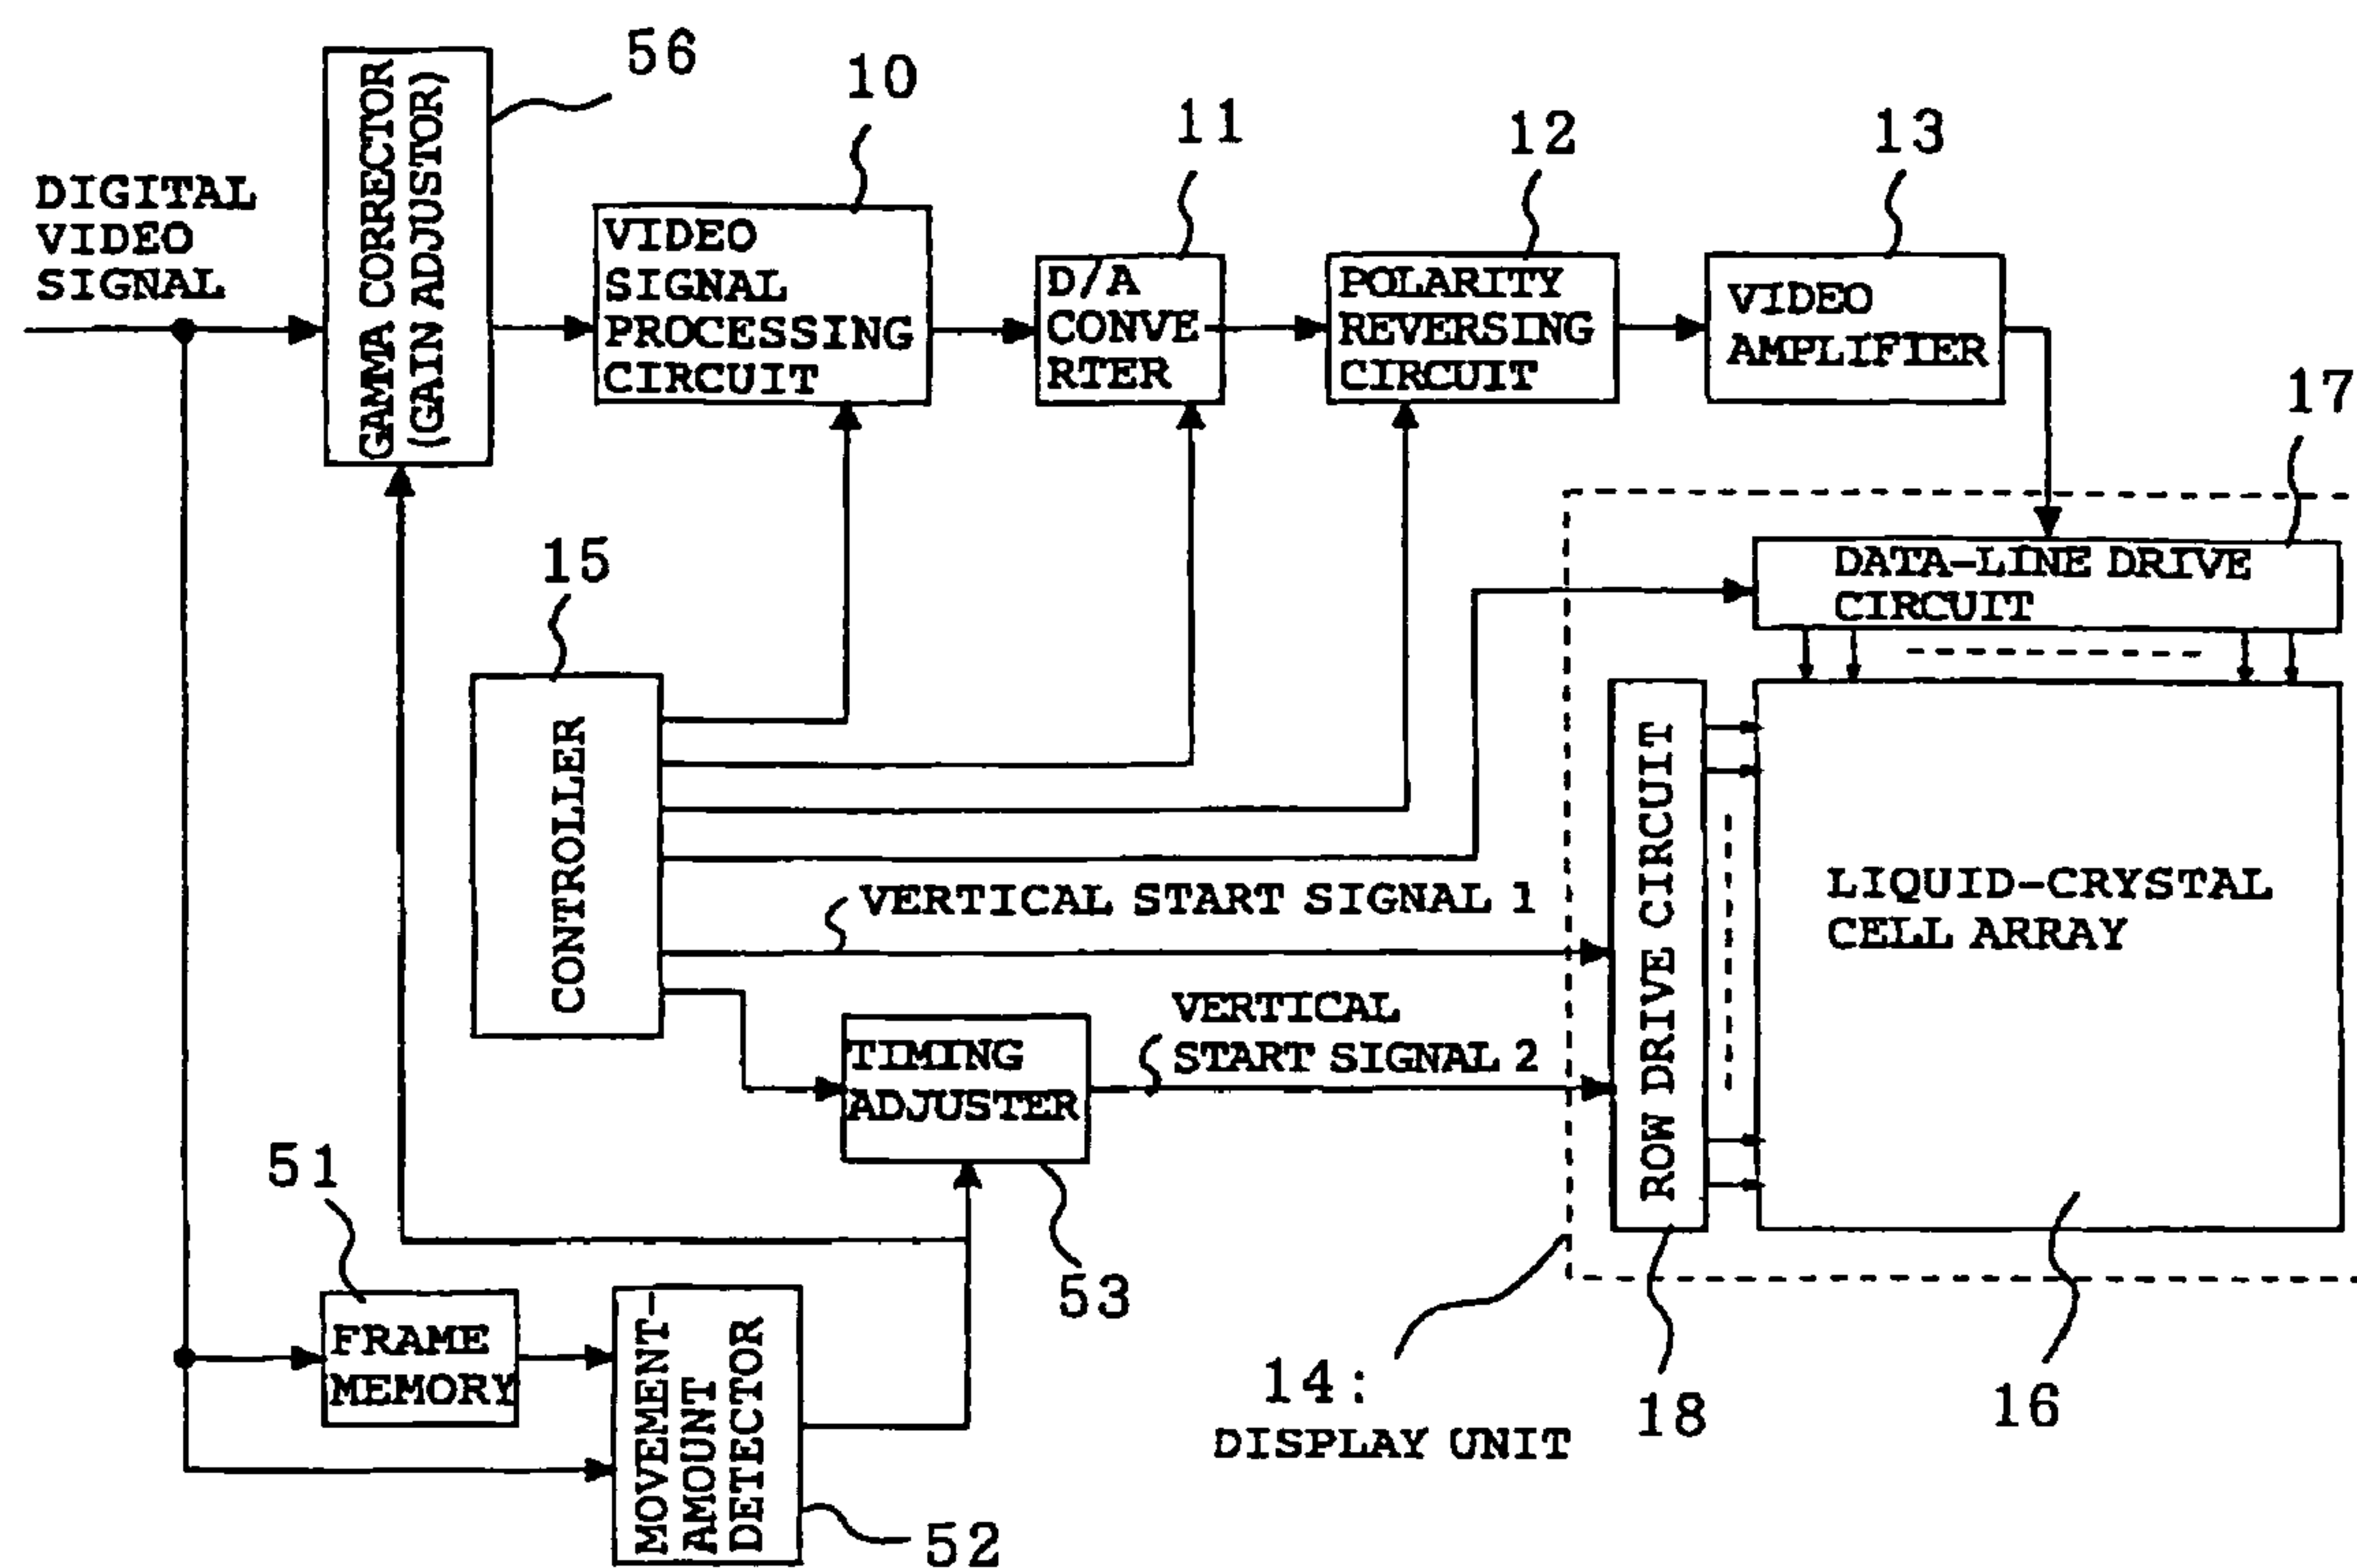 56
10
11
12
13
DIGITAL
VIDEO
SIGNAL
GAMMA CORRECTOR
(GAIN ADJUSTOR)
VIDEO
SIGNAL
PROCESSING
CIRCUIT
D/A
CONVE
RTER
POLARITY
REVERSING
CIRCUIT
VIDEO
AMPLIFIER
17
15
DATA-LINE DRIVE
CIRCUIT
CONTROLLER
VERTICAL START SIGNAL 1
ROW DRIVE CIRCUIT
LIQUID-CRYSTAL
CELL ARRAY
TIMING
ADJUSTER
VERTICAL
START SIGNAL 2
51
53
FRAME
MEMORY
MOVEMENT-
AMOUNT
DETECTOR
52
14:
DISPLAY UNIT
18
16